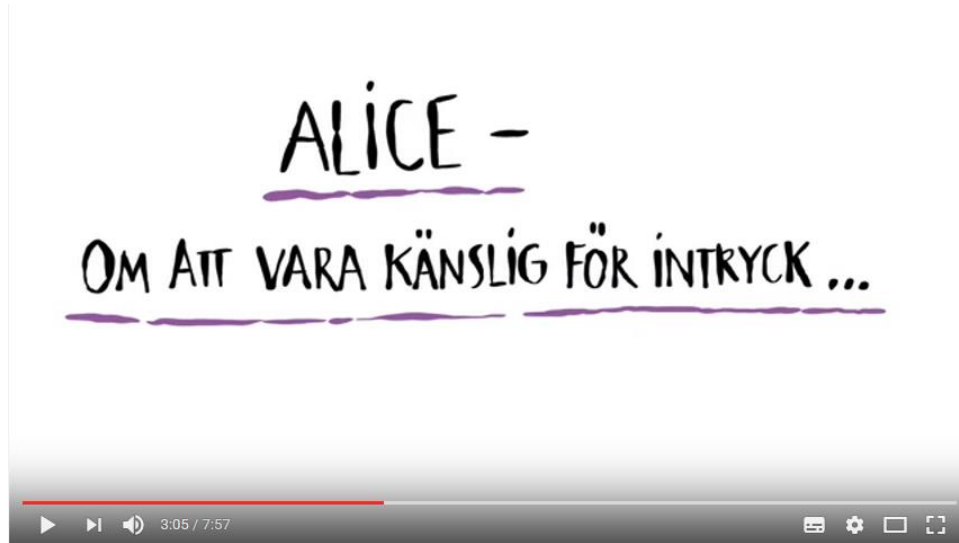 ALICE –
OM ATT VARA KÄNSLIG FÖR INTRYCK ...
3:05 / 7:57